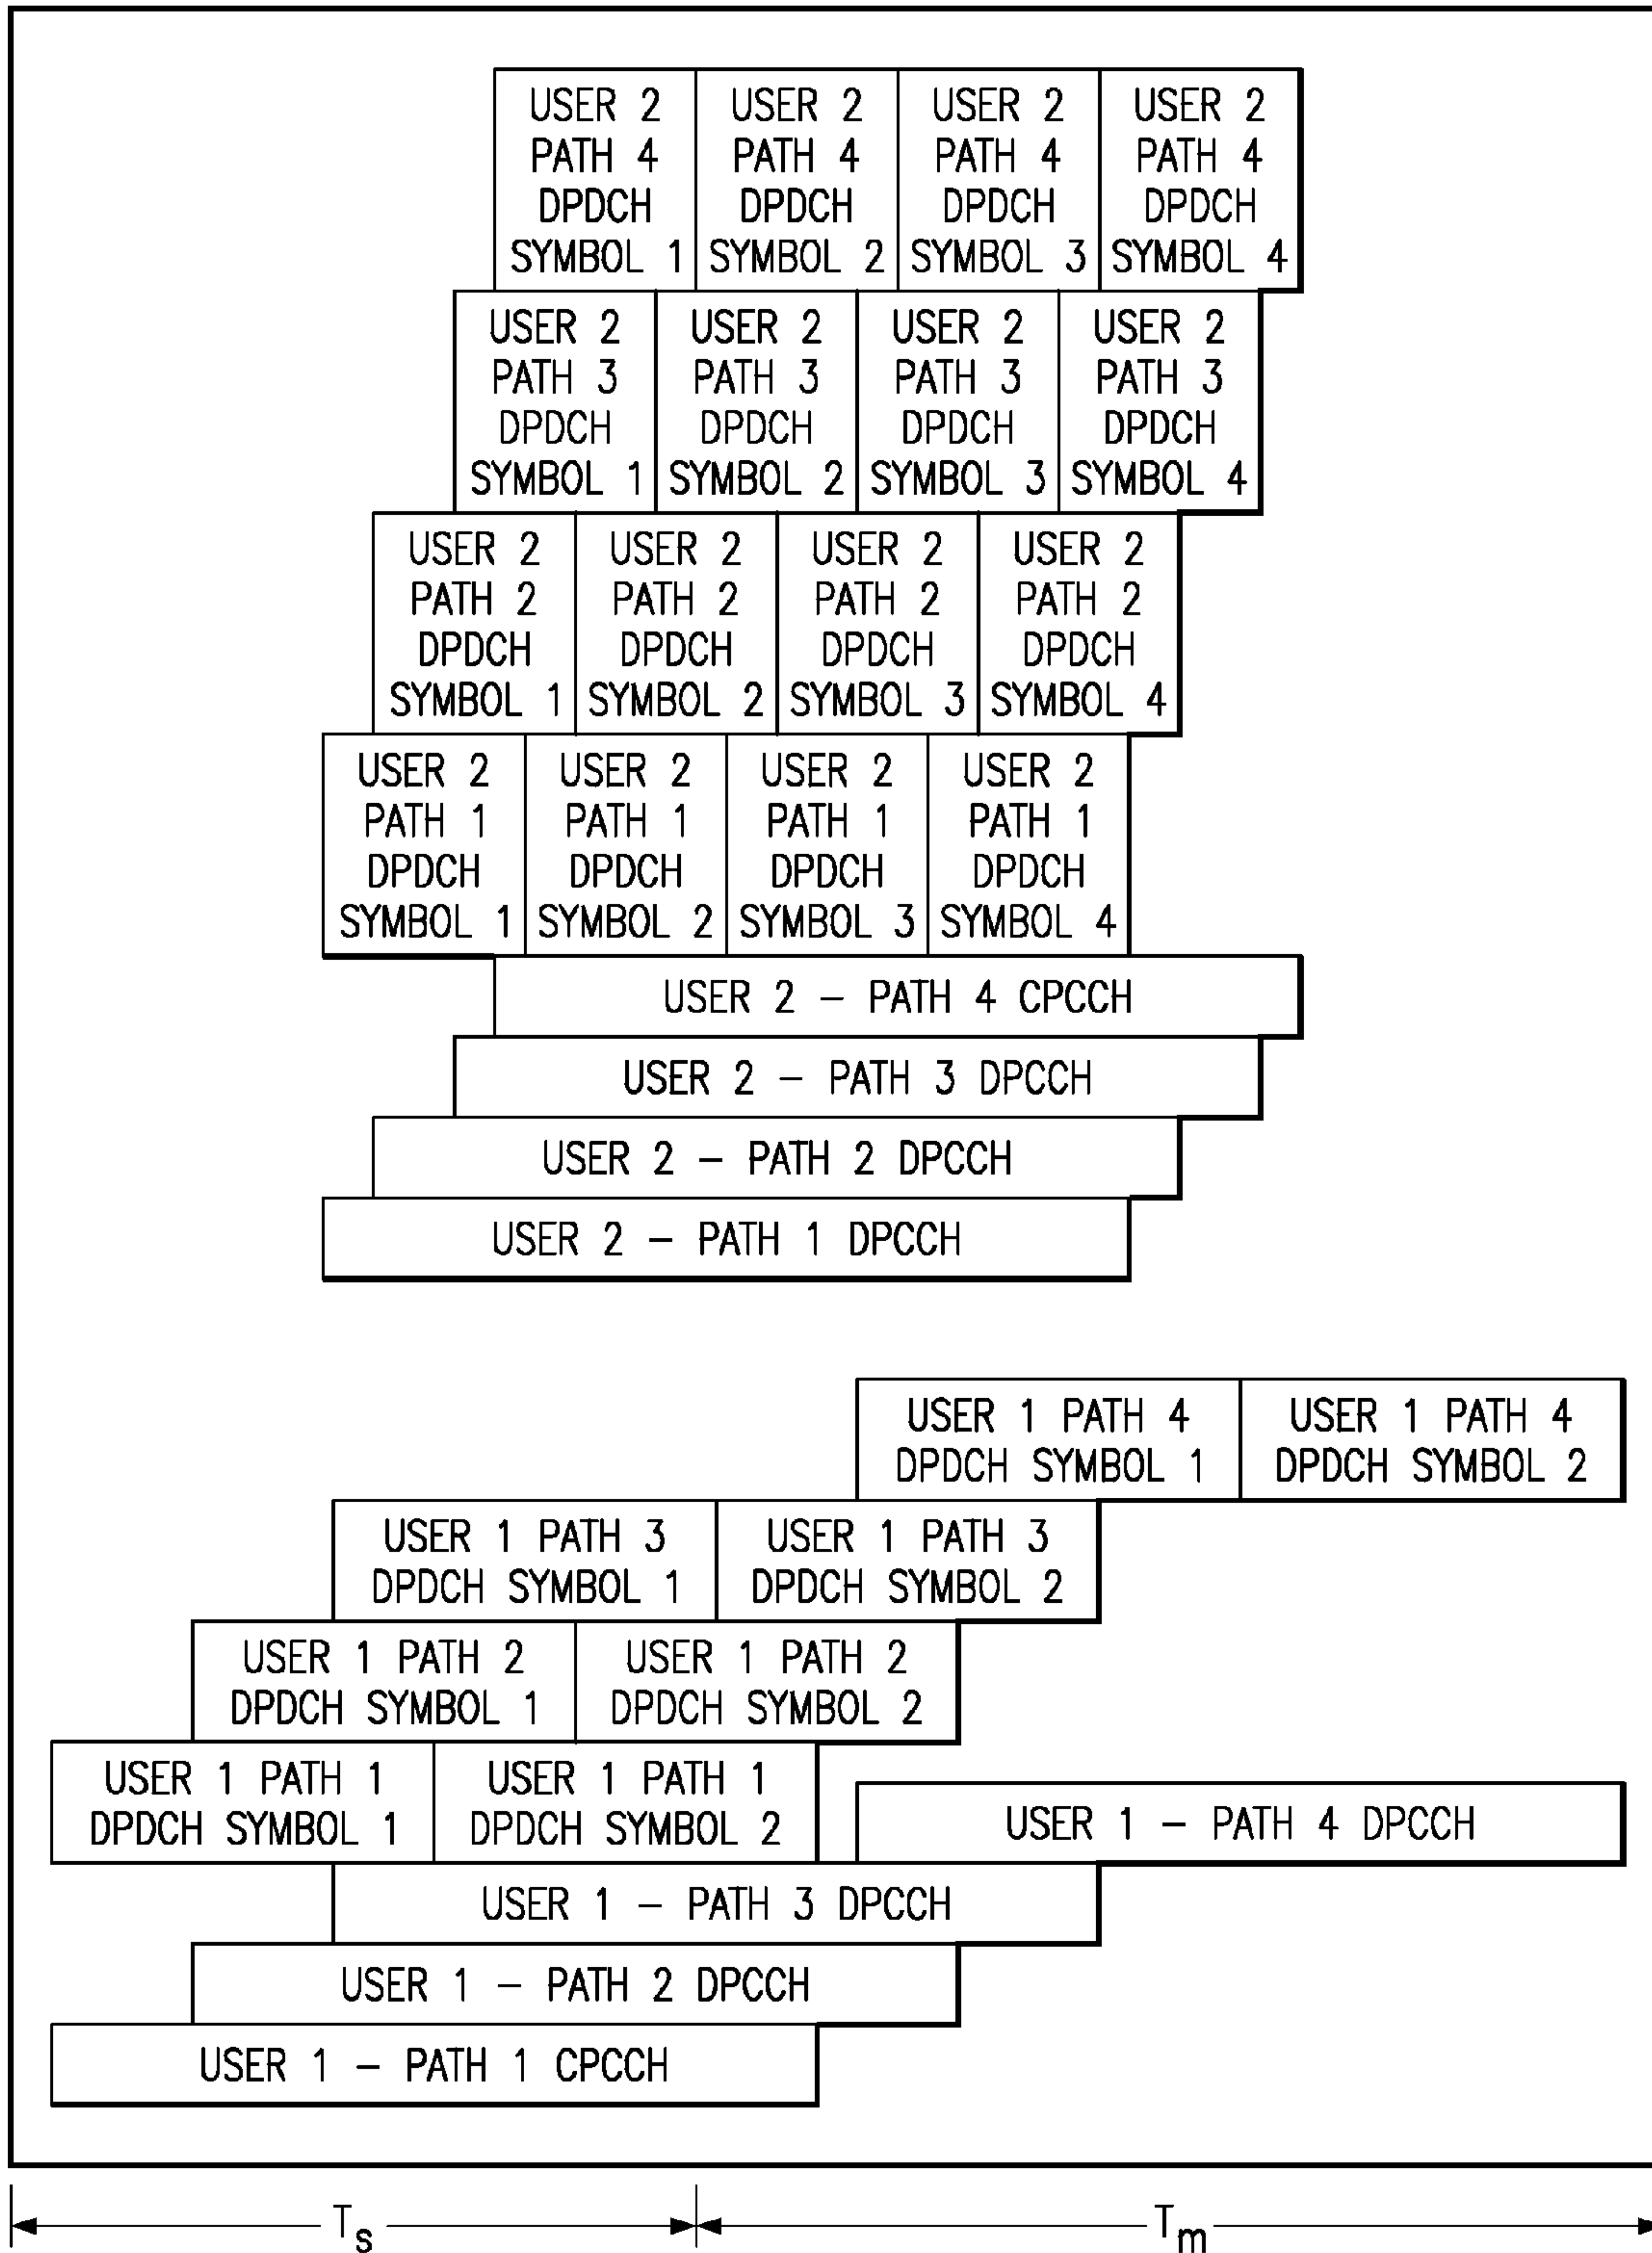 USER 2 USER 2 USER 2 USER 2
PATH 4 PATH 4 PATH 4 PATH 4
DPDCH DPDCH DPDCH DPDCH
SYMBOL 1 SYMBOL 2 SYMBOL 3 SYMBOL 4
USER 2 USER 2 USER 2 USER 2
PATH 3 PATH 3 PATH 3 PATH 3
DPDCH DPDCH DPDCH DPDCH
SYMBOL 1 SYMBOL 2 SYMBOL 3 SYMBOL 4
USER 2 USER 2 USER 2 USER 2
PATH 2 PATH 2 PATH 2 PATH 2
DPDCH DPDCH DPDCH DPDCH
SYMBOL 1 SYMBOL 2 SYMBOL 3 SYMBOL 4
USER 2 USER 2 USER 2 USER 2
PATH 1 PATH 1 PATH 1 PATH 1
DPDCH DPDCH DPDCH DPDCH
SYMBOL 1 SYMBOL 2 SYMBOL 3 SYMBOL 4
USER 2 – PATH 4 CPCCH
USER 2 – PATH 3 DPCCH
USER 2 – PATH 2 DPCCH
USER 2 – PATH 1 DPCCH
USER 1 PATH 4 USER 1 PATH 4
DPDCH SYMBOL 1 DPDCH SYMBOL 2
USER 1 PATH 3 USER 1 PATH 3
DPDCH SYMBOL 1 DPDCH SYMBOL 2
USER 1 PATH 2 USER 1 PATH 2
DPDCH SYMBOL 1 DPDCH SYMBOL 2
USER 1 PATH 1 USER 1 PATH 1
DPDCH SYMBOL 1 DPDCH SYMBOL 2
USER 1 – PATH 4 DPCCH
USER 1 – PATH 3 DPCCH
USER 1 – PATH 2 DPCCH
USER 1 – PATH 1 CPCCH
Ts Tm